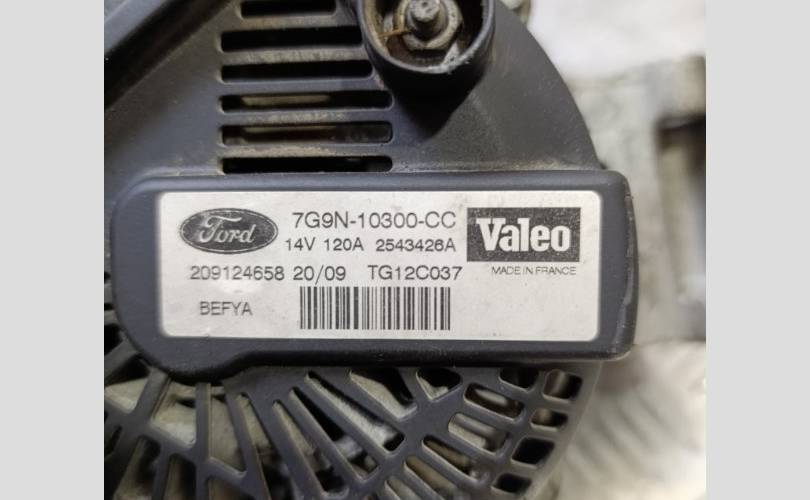 Ford 7G9N-10300-CC Valeo
14V 120A 2543426A
209124658 20/09 TG12C037 MADE IN FRANCE
BEFYA